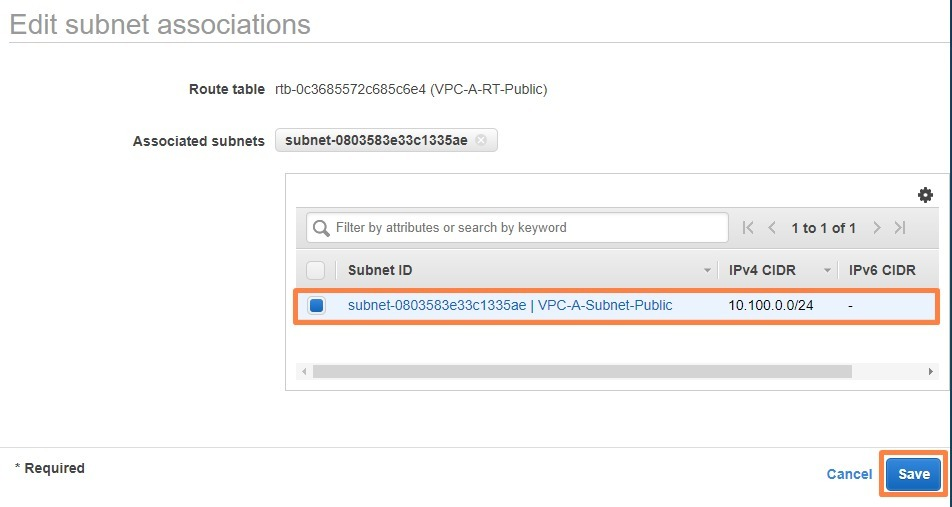 Edit subnet associations
Route table rtb-0c3685572c685c6e4 (VPC-A-RT-Public)
Associated subnets subnet-0803583e33c1335ae
Filter by attributes or search by keyword 1 to 1 of 1
Subnet ID IPv4 CIDR IPv6 CIDR
subnet-0803583e33c1335ae | VPC-A-Subnet-Public 10.100.0.0/24 -
* Required
Cancel Save